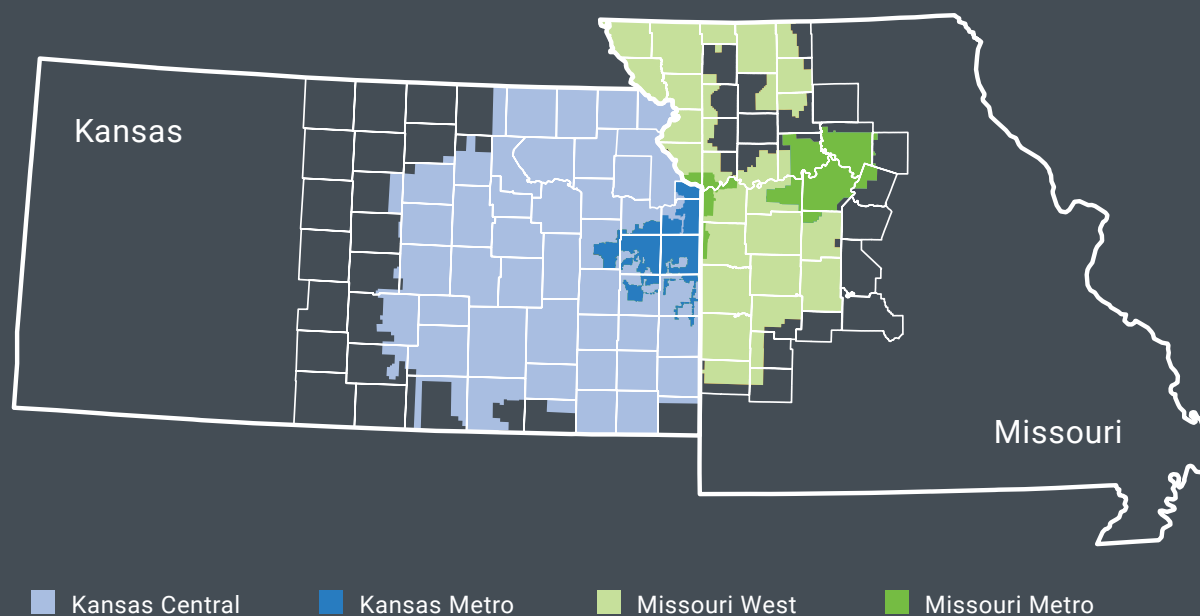 Kansas
Missouri
Kansas Central
Kansas Metro
Missouri West
Missouri Metro